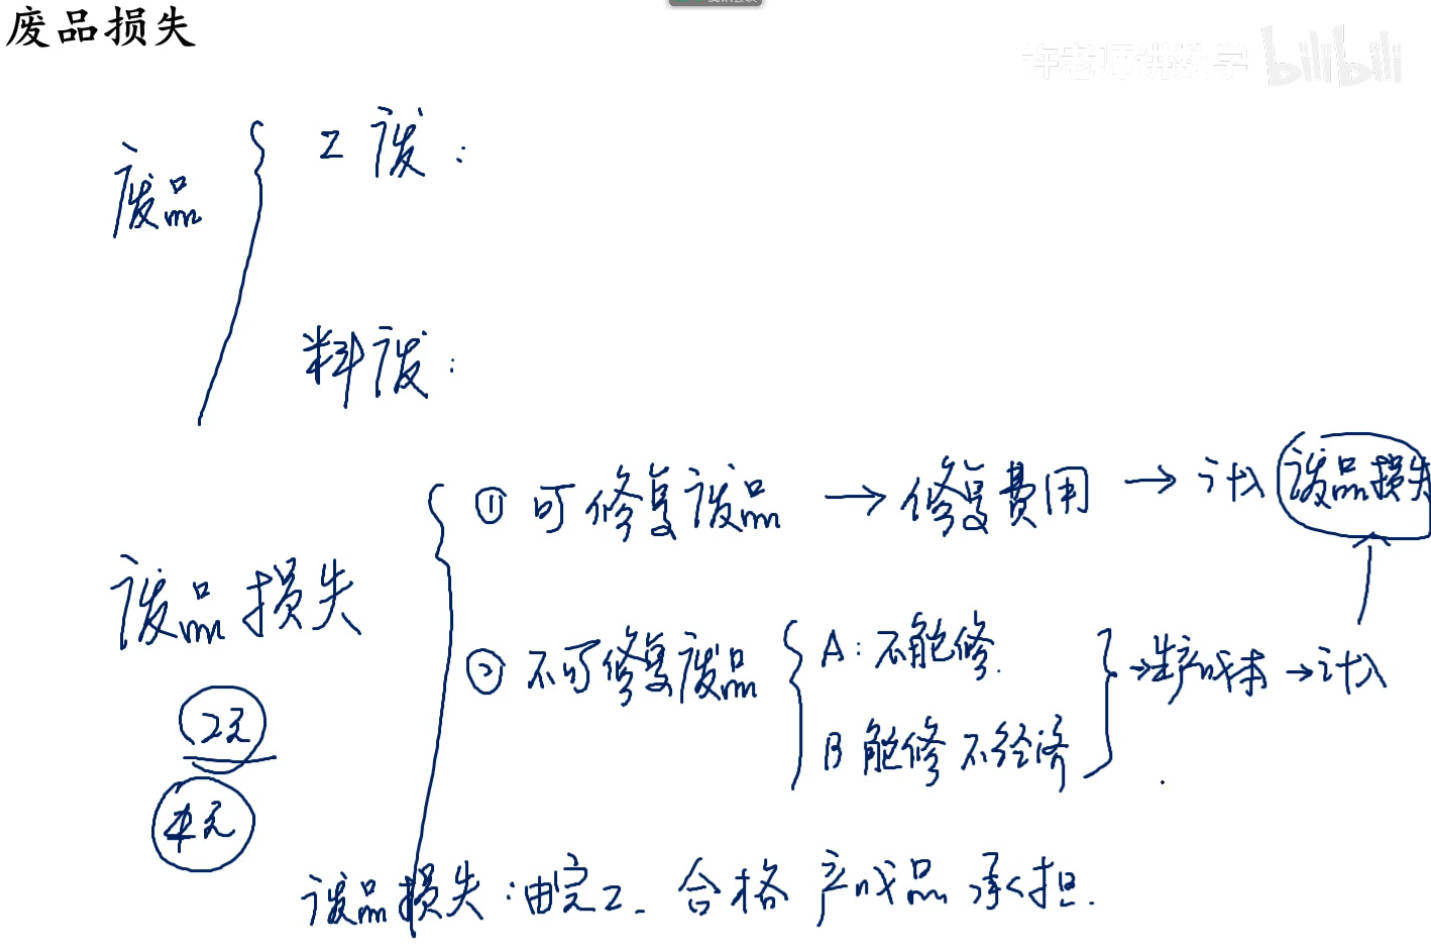 废品损失
许老师讲数学 bilibili
废品
工废：
料废：
废品损失
① 可修复废品 → 修复费用 → 计入 废品损失
② 不可修复废品
A：不能修.
B 能修 不经济
→生产成本→计入
2元
4元
废品损失：由完工、合格 产成品 承担.